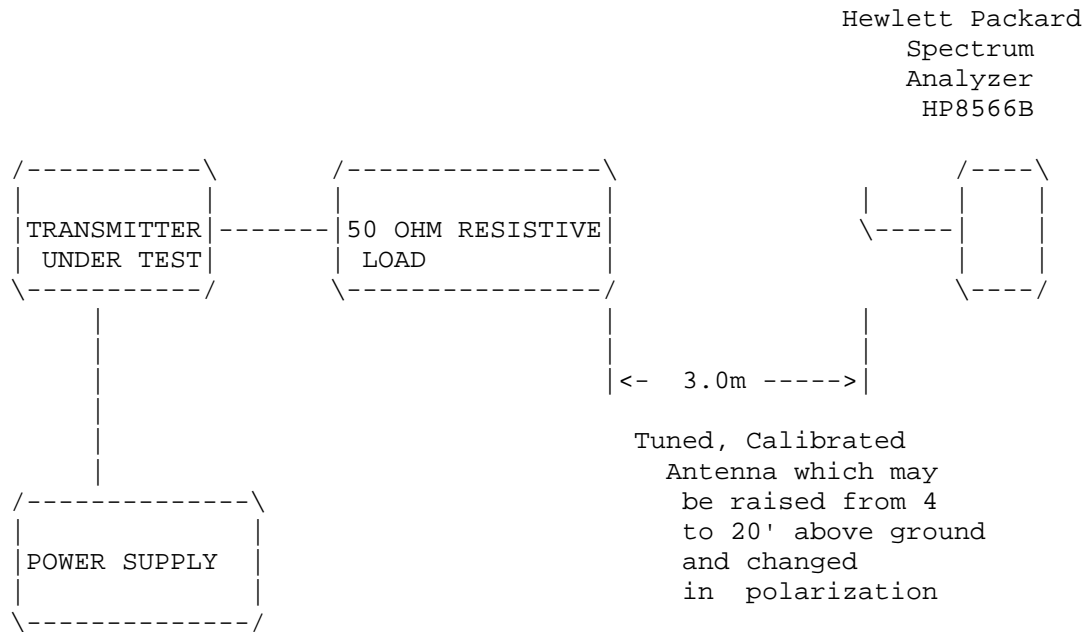 Hewlett Packard
Spectrum
Analyzer
HP8566B
TRANSMITTER
UNDER TEST
50 OHM RESISTIVE
LOAD
3.0m
Tuned, Calibrated
Antenna which may
be raised from 4
to 20' above ground
and changed
in polarization
POWER SUPPLY